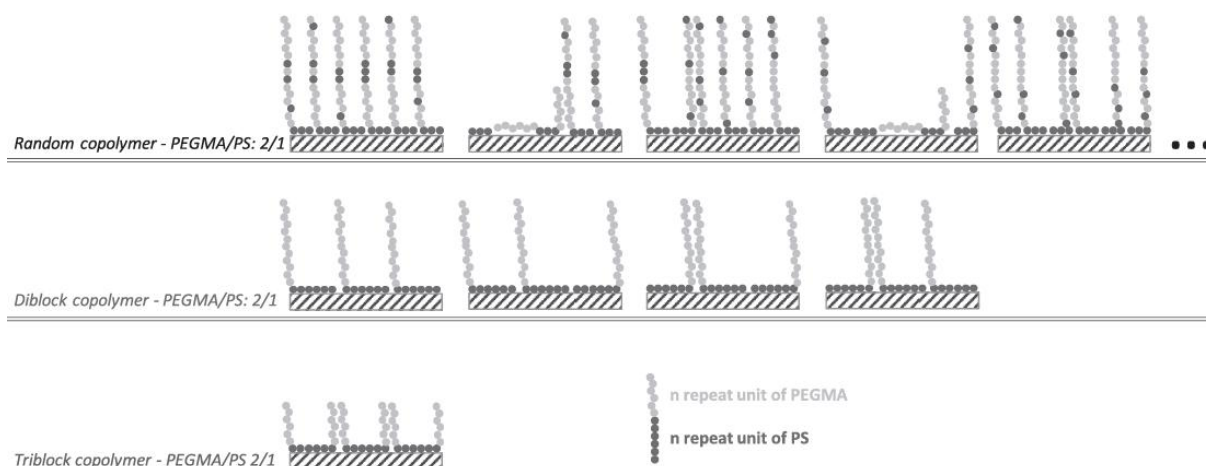 Random copolymer - PEGMA/PS: 2/1
Diblock copolymer - PEGMA/PS: 2/1
n repeat unit of PEGMA
n repeat unit of PS
Triblock copolymer - PEGMA/PS 2/1